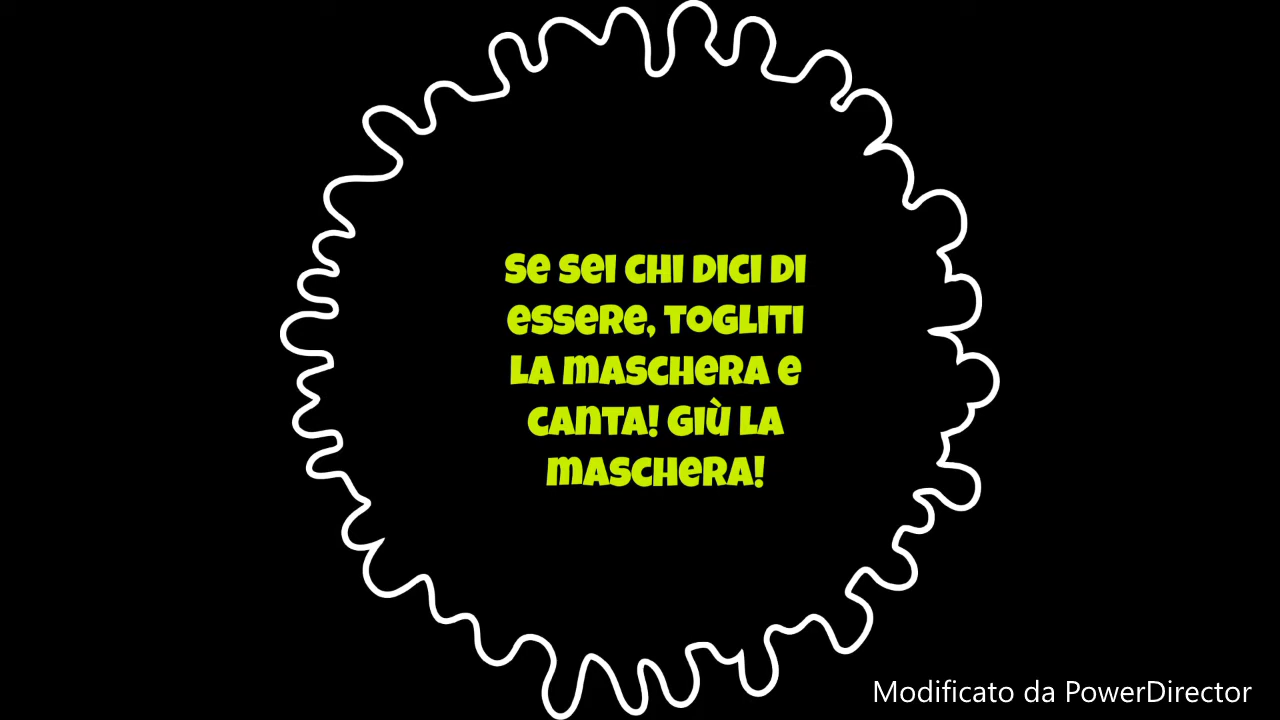 Se sei chi dici di
essere, togliti
la maschera e
canta! Giù la
maschera!
Modificato da PowerDirector